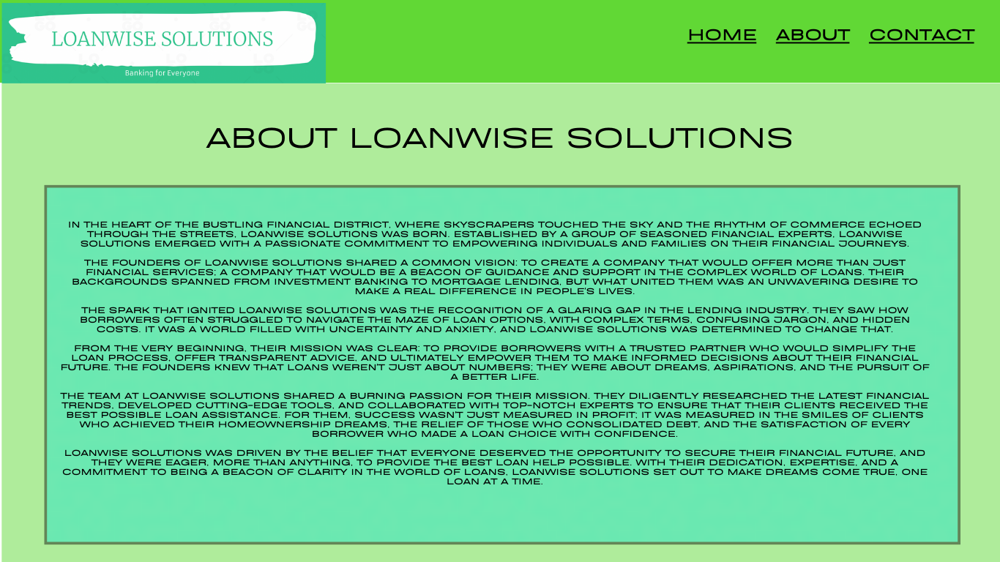 LOANWISE SOLUTIONS
Banking for Everyone
HOME ABOUT CONTACT
ABOUT LOANWISE SOLUTIONS
IN THE HEART OF THE BUSTLING FINANCIAL DISTRICT, WHERE SKYSCRAPERS TOUCHED THE SKY AND THE RHYTHM OF COMMERCE ECHOED
THROUGH THE STREETS, LOANWISE SOLUTIONS WAS BORN. ESTABLISHED BY A GROUP OF SEASONED FINANCIAL EXPERTS, LOANWISE
SOLUTIONS EMERGED WITH A PASSIONATE COMMITMENT TO EMPOWERING INDIVIDUALS AND FAMILIES ON THEIR FINANCIAL JOURNEYS.
THE FOUNDERS OF LOANWISE SOLUTIONS SHARED A COMMON VISION: TO CREATE A COMPANY THAT WOULD OFFER MORE THAN JUST
FINANCIAL SERVICES; A COMPANY THAT WOULD BE A BEACON OF GUIDANCE AND SUPPORT IN THE COMPLEX WORLD OF LOANS. THEIR
BACKGROUNDS SPANNED FROM INVESTMENT BANKING TO MORTGAGE LENDING, BUT WHAT UNITED THEM WAS AN UNWAVERING DESIRE TO
MAKE A REAL DIFFERENCE IN PEOPLE'S LIVES.
THE SPARK THAT IGNITED LOANWISE SOLUTIONS WAS THE RECOGNITION OF A GLARING GAP IN THE LENDING INDUSTRY. THEY SAW HOW
BORROWERS OFTEN STRUGGLED TO NAVIGATE THE MAZE OF LOAN OPTIONS, WITH COMPLEX TERMS, CONFUSING JARGON, AND HIDDEN
COSTS. IT WAS A WORLD FILLED WITH UNCERTAINTY AND ANXIETY, AND LOANWISE SOLUTIONS WAS DETERMINED TO CHANGE THAT.
FROM THE VERY BEGINNING, THEIR MISSION WAS CLEAR: TO PROVIDE BORROWERS WITH A TRUSTED PARTNER WHO WOULD SIMPLIFY THE
LOAN PROCESS, OFFER TRANSPARENT ADVICE, AND ULTIMATELY EMPOWER THEM TO MAKE INFORMED DECISIONS ABOUT THEIR FINANCIAL
FUTURE. THE FOUNDERS KNEW THAT LOANS WERENT JUST ABOUT NUMBERS; THEY WERE ABOUT DREAMS, ASPIRATIONS, AND THE PURSUIT OF
A BETTER LIFE.
THE TEAM AT LOANWISE SOLUTIONS SHARED A BURNING PASSION FOR THEIR MISSION. THEY DILIGENTLY RESEARCHED THE LATEST FINANCIAL
TRENDS, DEVELOPED CUTTING-EDGE TOOLS, AND COLLABORATED WITH TOP-NOTCH EXPERTS TO ENSURE THAT THEIR CLIENTS RECEIVED THE
BEST POSSIBLE LOAN ASSISTANCE. FOR THEM, SUCCESS WASN'T JUST MEASURED IN PROFIT; IT WAS MEASURED IN THE SMILES OF CLIENTS
WHO ACHIEVED THEIR HOMEOWNERSHIP DREAMS, THE RELIEF OF THOSE WHO CONSOLIDATED DEBT, AND THE SATISFACTION OF EVERY
BORROWER WHO MADE A LOAN CHOICE WITH CONFIDENCE.
LOANWISE SOLUTIONS WAS DRIVEN BY THE BELIEF THAT EVERYONE DESERVED THE OPPORTUNITY TO SECURE THEIR FINANCIAL FUTURE, AND
THEY WERE EAGER, MORE THAN ANYTHING, TO PROVIDE THE BEST LOAN HELP POSSIBLE. WITH THEIR DEDICATION, EXPERTISE, AND A
COMMITMENT TO BEING A BEACON OF CLARITY IN THE WORLD OF LOANS, LOANWISE SOLUTIONS SET OUT TO MAKE DREAMS COME TRUE, ONE
LOAN AT A TIME.